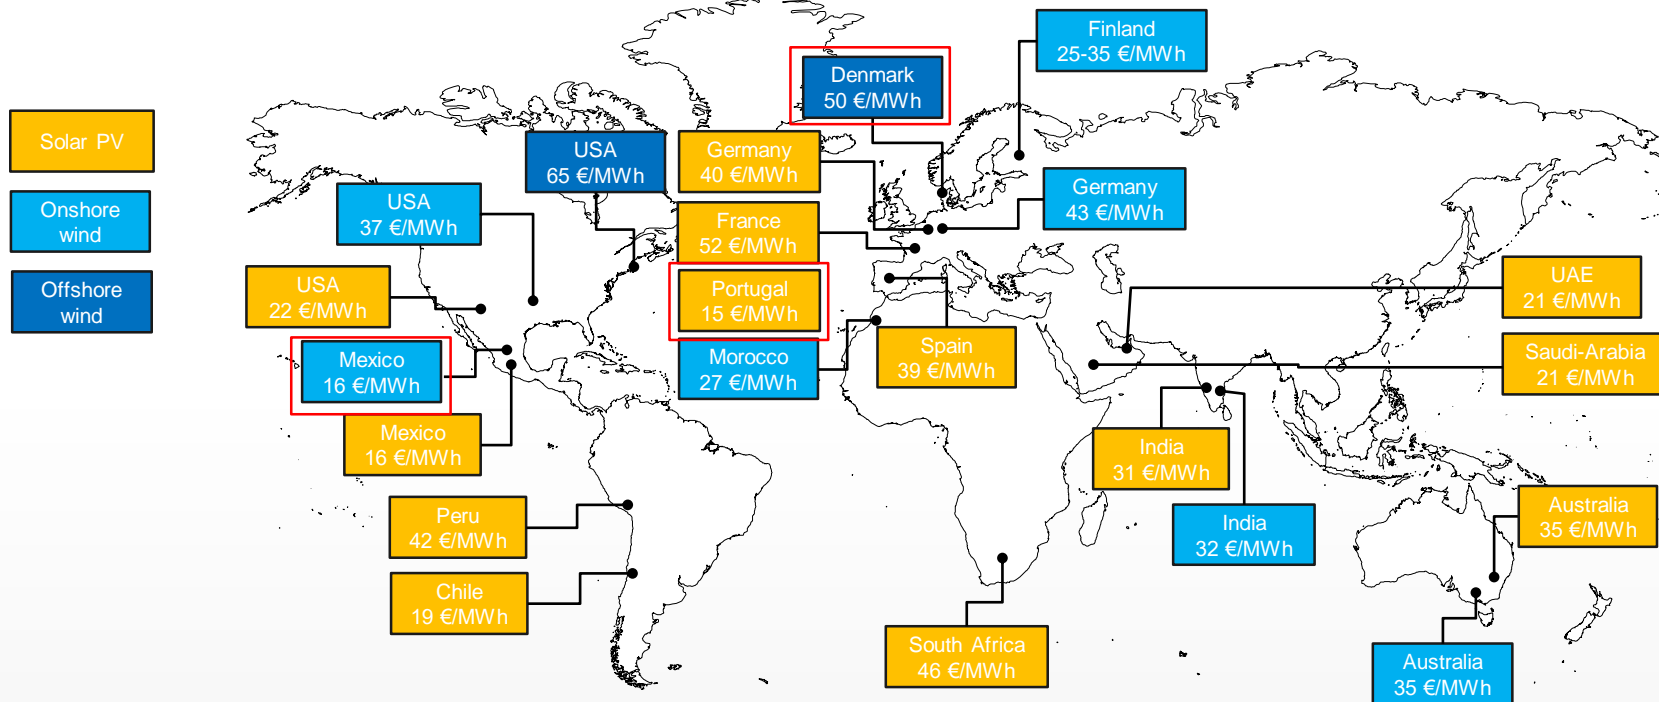 Solar PV
Onshore
wind
Offshore
wind
Finland
25-35 €/MWh
Denmark
50 €/MWh
USA
65 €/MWh
Germany
40 €/MWh
Germany
43 €/MWh
USA
37 €/MWh
France
52 €/MWh
USA
22 €/MWh
Portugal
15 €/MWh
UAE
21 €/MWh
Mexico
16 €/MWh
Morocco
27 €/MWh
Spain
39 €/MWh
Saudi-Arabia
21 €/MWh
Mexico
16 €/MWh
India
31 €/MWh
Peru
42 €/MWh
India
32 €/MWh
Australia
35 €/MWh
Chile
19 €/MWh
South Africa
46 €/MWh
Australia
35 €/MWh